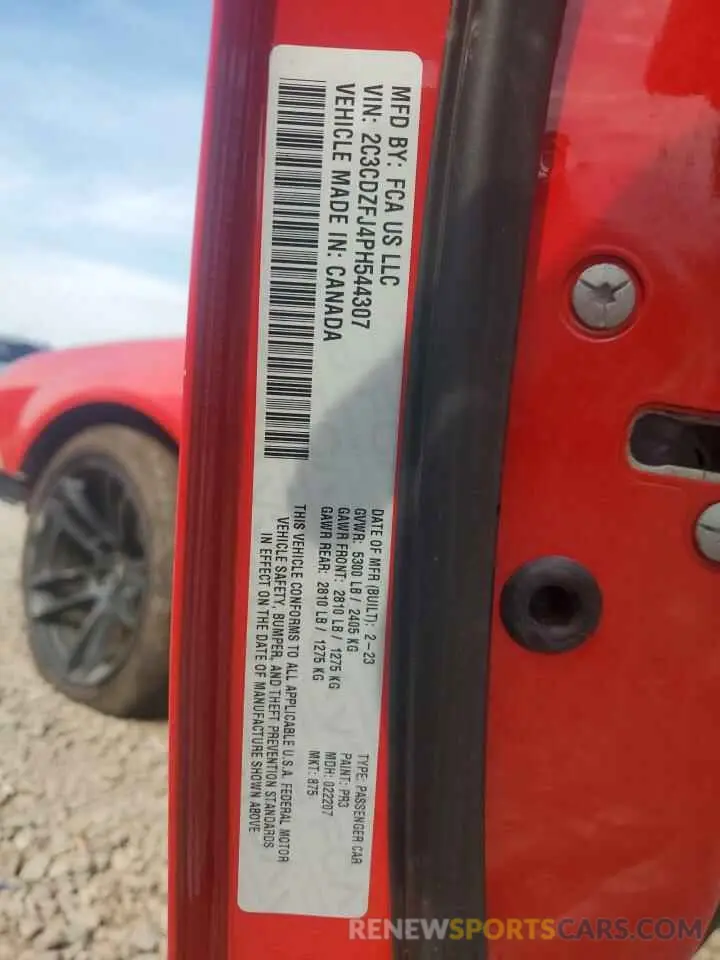 MFD BY: FCA US LLC
VIN: 2C3CDZFJ4PH544307
VEHICLE MADE IN: CANADA
DATE OF MFR (BUILT): 2-23
GVWR: 5300 LB / 2405 KG
GAWR FRONT: 2810 LB / 1275 KG
GAWR REAR: 2810 LB / 1275 KG
TYPE: PASSENGER CAR
PAINT: PR3
MDH: 022207
MKT: 875
THIS VEHICLE CONFORMS TO ALL APPLICABLE U.S.A. FEDERAL MOTOR
VEHICLE SAFETY, BUMPER, AND THEFT PREVENTION STANDARDS
IN EFFECT ON THE DATE OF MANUFACTURE SHOWN ABOVE
RENEWSPORTSCARS.COM